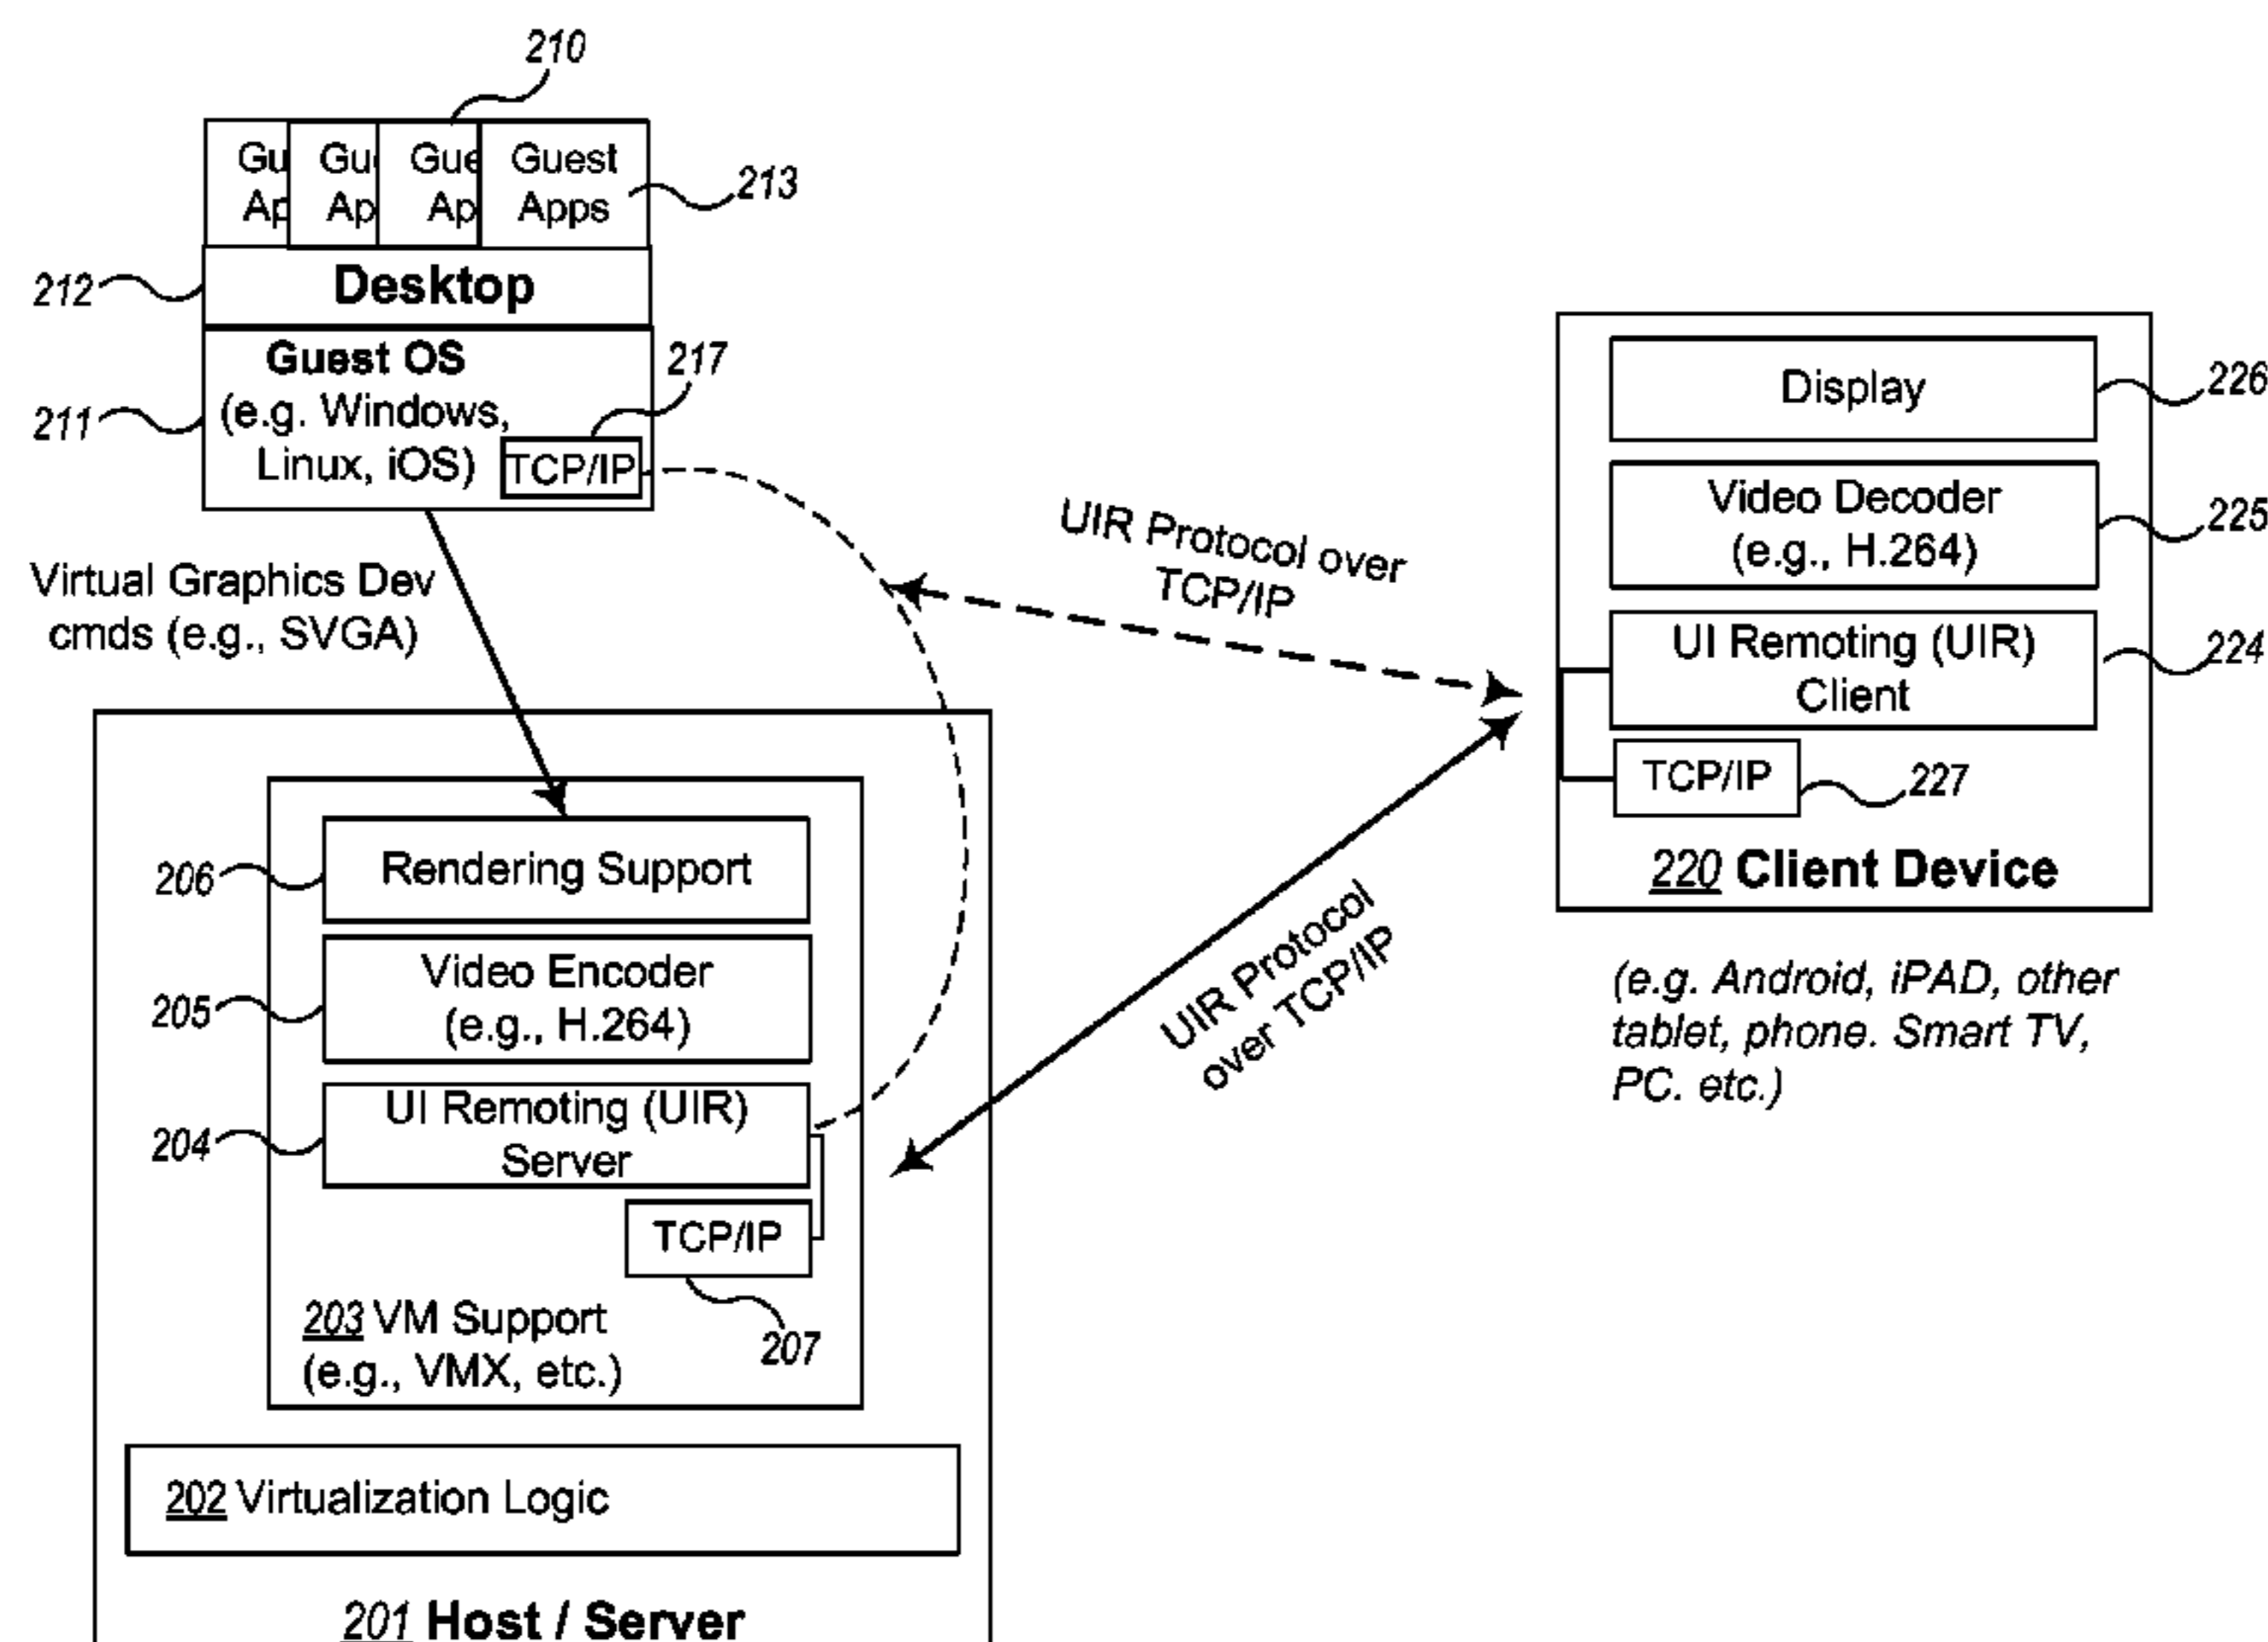 210
Gu
Ap
Gu
Ap
Gue
Ap
Guest
Apps
213
212
Desktop
Guest OS
(e.g. Windows,
Linux, iOS)
217
211
TCP/IP
Virtual Graphics Dev
cmds (e.g., SVGA)
UIR Protocol over
TCP/IP
Display
226
Video Decoder
(e.g., H.264)
225
UI Remoting (UIR)
Client
224
TCP/IP
227
220 Client Device
(e.g. Android, iPAD, other
tablet, phone. Smart TV,
PC. etc.)
206
Rendering Support
205
Video Encoder
(e.g., H.264)
204
UI Remoting (UIR)
Server
TCP/IP
207
203 VM Support
(e.g., VMX, etc.)
UIR Protocol
over TCP/IP
202 Virtualization Logic
201 Host / Server